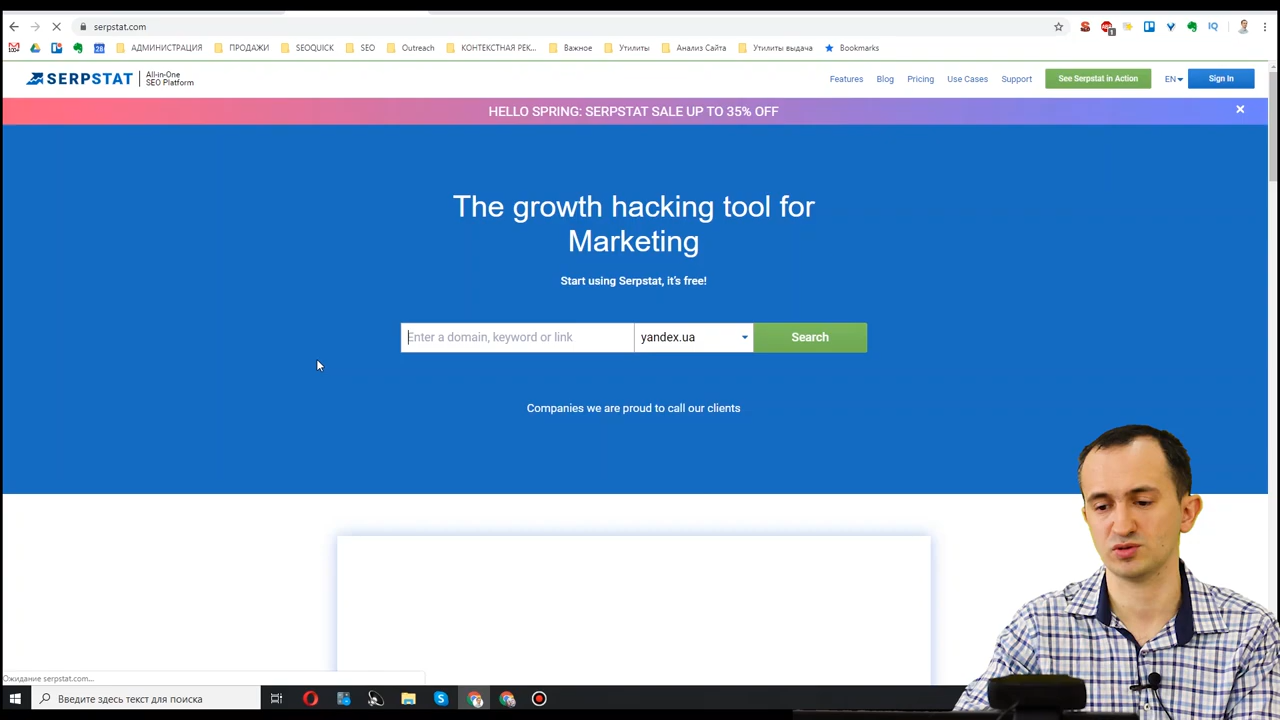 serpstat.com
АДМИНИСТРАЦИЯ
ПРОДАЖИ
SEOQUICK
SEO
Outreach
КОНТЕКСТНАЯ РЕК...
Важное
Утилиты
Анализ Сайта
Утилиты выдача
Bookmarks
SERPSTAT
All-in-One
SEO Platform
Features
Blog
Pricing
Use Cases
Support
See Serpstat in Action
EN
Sign In
HELLO SPRING: SERPSTAT SALE UP TO 35% OFF
The growth hacking tool for
Marketing
Start using Serpstat, it's free!
Enter a domain, keyword or link
yandex.ua
Search
Companies we are proud to call our clients
Ожидание serpstat.com...
Введите здесь текст для поиска